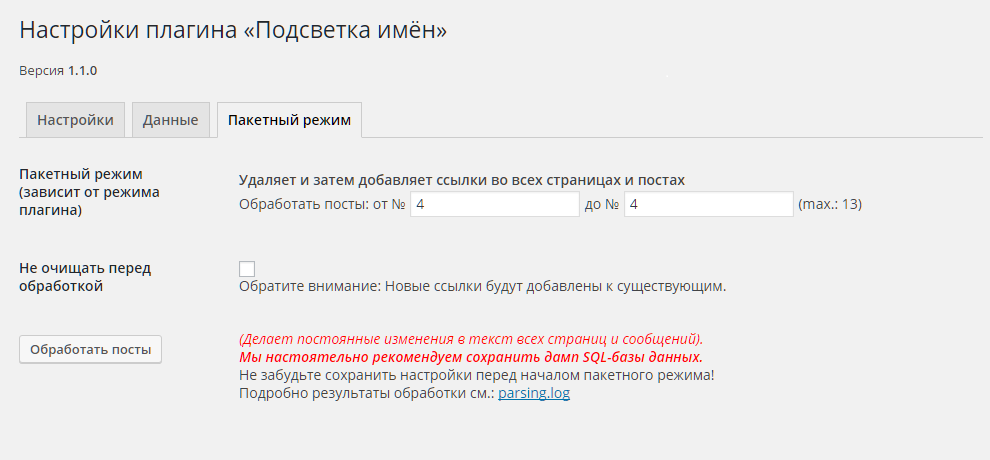 Настройки плагина «Подсветка имён»
Версия 1.1.0
Настройки Данные Пакетный режим
Пакетный режим
(зависит от режима
плагина)
Удаляет и затем добавляет ссылки во всех страницах и постах
Обработать посты: от № 4 до № 4 (max.: 13)
Не очищать перед
обработкой
Обратите внимание: Новые ссылки будут добавлены к существующим.
Обработать посты
(Делает постоянные изменения в текст всех страниц и сообщений).
Мы настоятельно рекомендуем сохранить дамп SQL-базы данных.
Не забудьте сохранить настройки перед началом пакетного режима!
Подробно результаты обработки см.: parsing.log